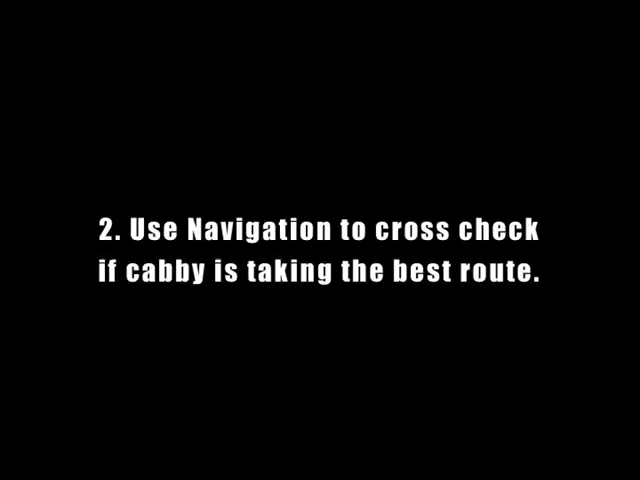 2. Use Navigation to cross check
if cabby is taking the best route.